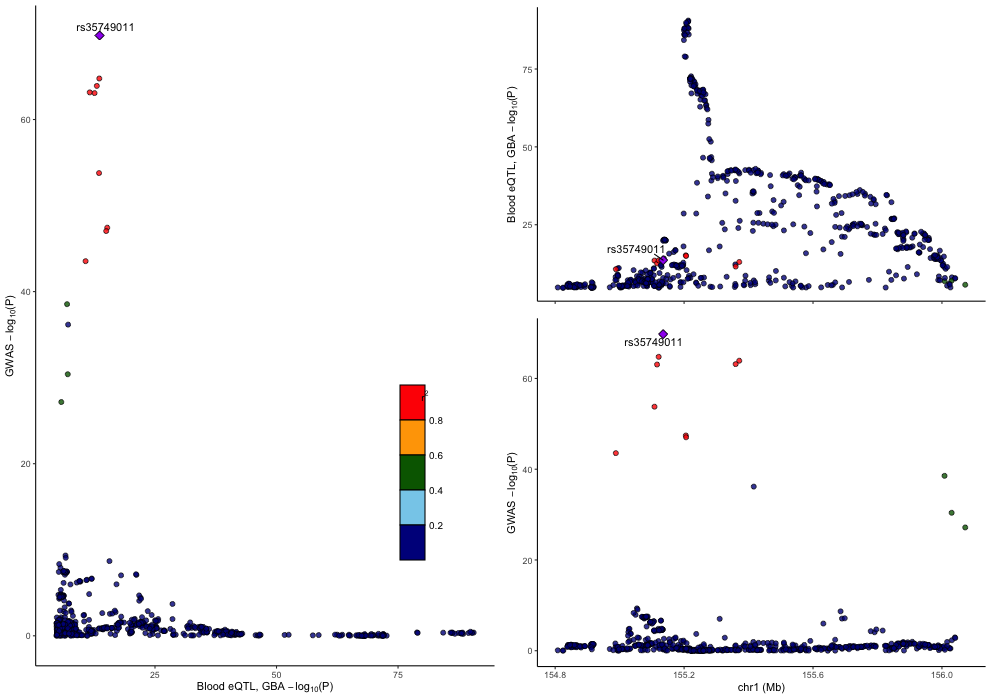 rs35749011
60
40
20
0
GWAS −log10(P)
25
50
75
Blood eQTL, GBA −log10(P)
r2
0.8
0.6
0.4
0.2
75
50
25
Blood eQTL, GBA −log10(P)
rs35749011
60
40
20
0
GWAS −log10(P)
rs35749011
154.8
155.2
155.6
156.0
chr1 (Mb)